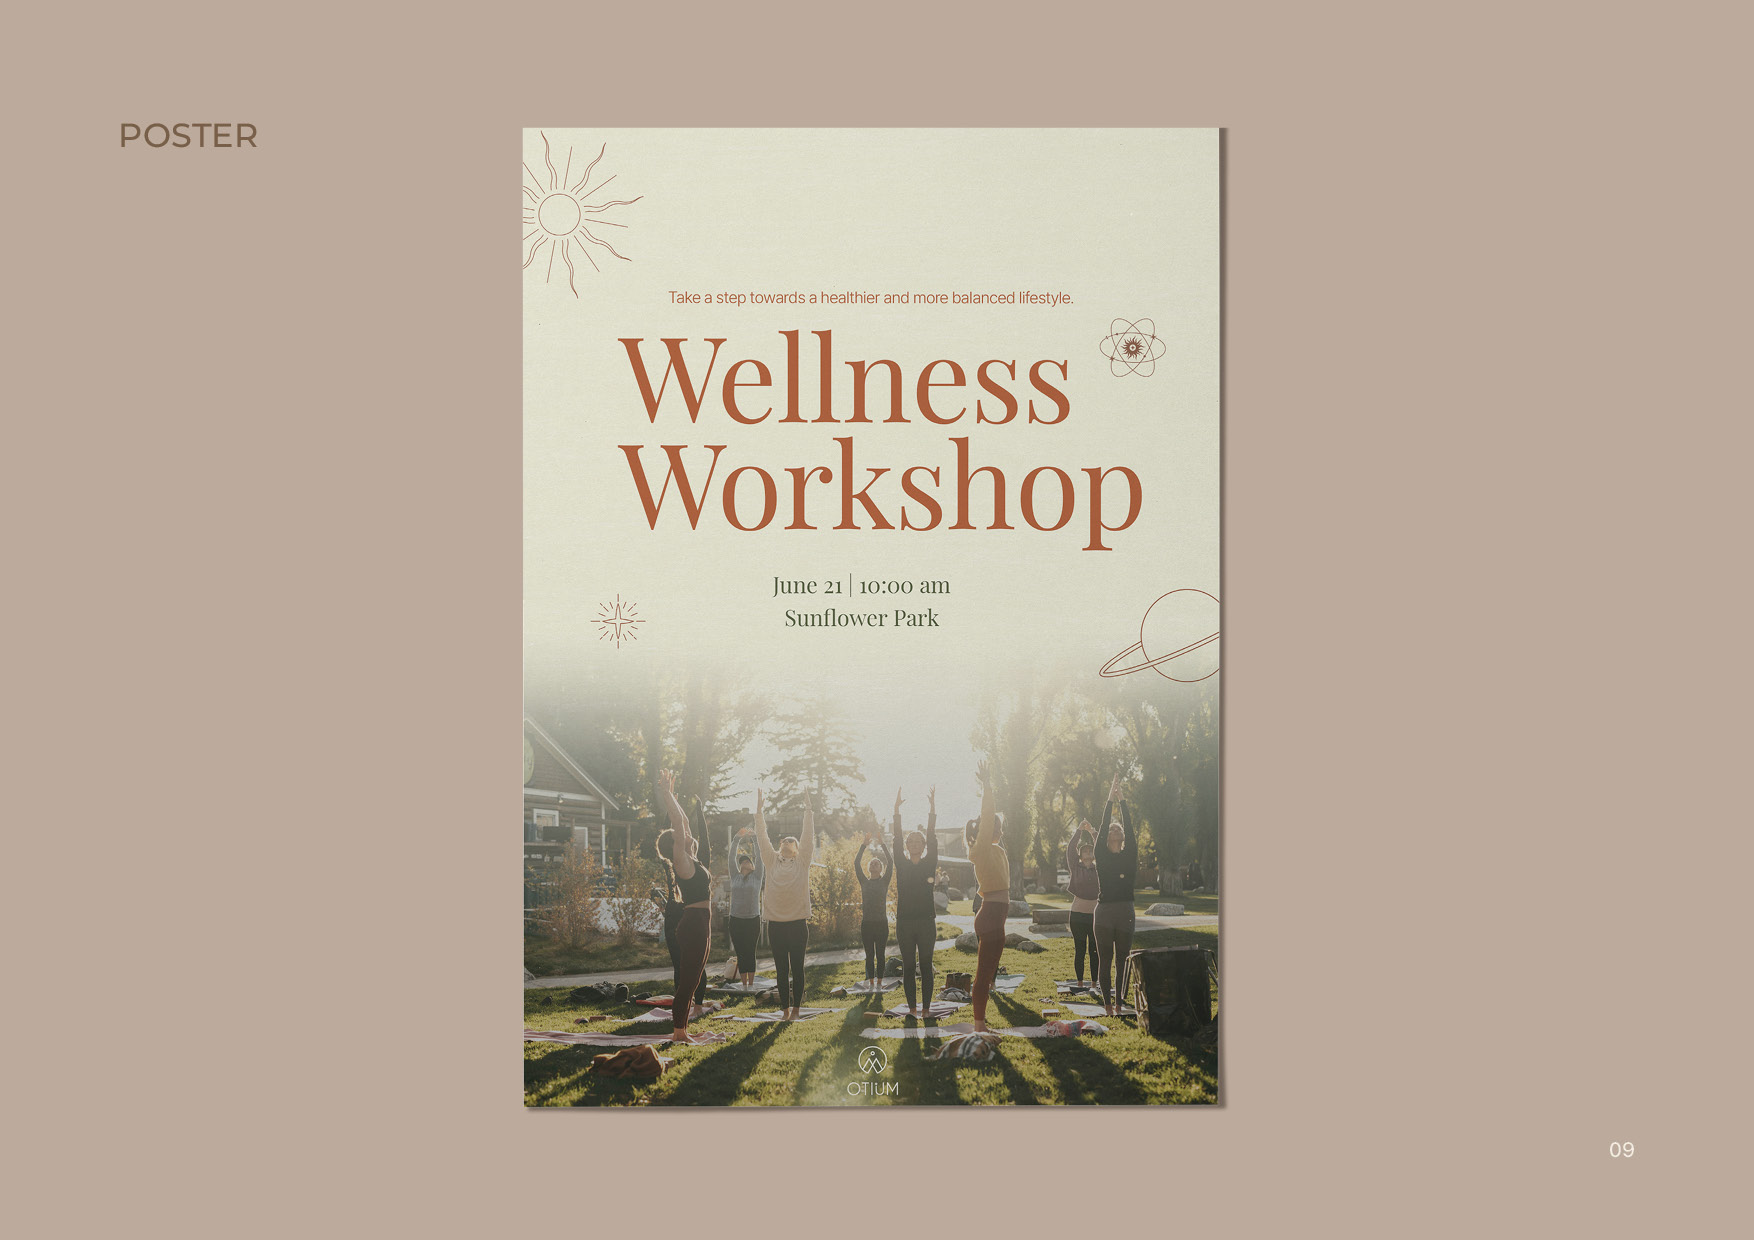 POSTER
Take a step towards a healthier and more balanced lifestyle.
Wellness
Workshop
June 21 | 10:00 am
Sunflower Park
OTIUM
09